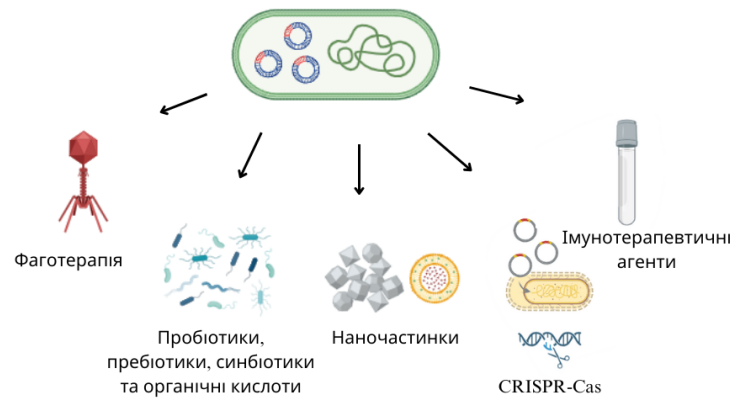 Фаготерапія
Пробіотики,
пребіотики, синбіотики
та органічні кислоти
Наночастинки
CRISPR-Cas
Імунотерапевтичні
агенти